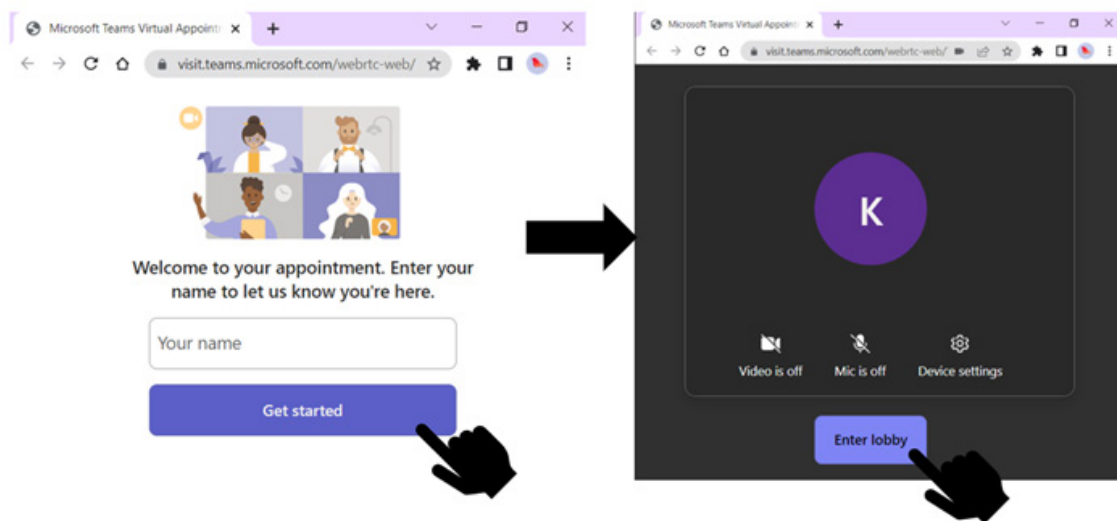 Microsoft Teams Virtual Appoint
visit.teams.microsoft.com/webrtc-web/
Welcome to your appointment. Enter your
name to let us know you're here.
Your name
Get started
Microsoft Teams Virtual Appoin
visit.teams.microsoft.com/webrtc-web/
K
Video is off
Mic is off
Device settings
Enter lobby